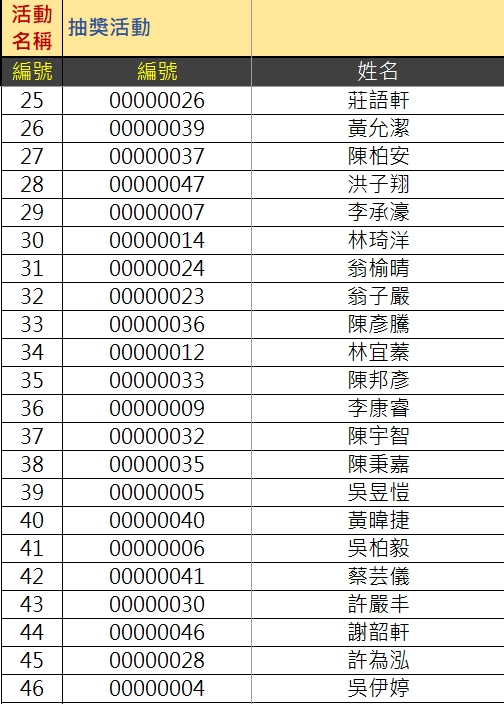 活動
名稱 抽獎活動
編號 編號 姓名
25 00000026 莊語軒
26 00000039 黃允潔
27 00000037 陳柏安
28 00000047 洪子翔
29 00000007 李承濠
30 00000014 林琦洋
31 00000024 翁榆晴
32 00000023 翁子嚴
33 00000036 陳彥騰
34 00000012 林宜蓁
35 00000033 陳邦彥
36 00000009 李康睿
37 00000032 陳宇智
38 00000035 陳秉嘉
39 00000005 吳昱愷
40 00000040 黃暐捷
41 00000006 吳柏毅
42 00000041 蔡芸儀
43 00000030 許嚴丰
44 00000046 謝韶軒
45 00000028 許為泓
46 00000004 吳伊婷